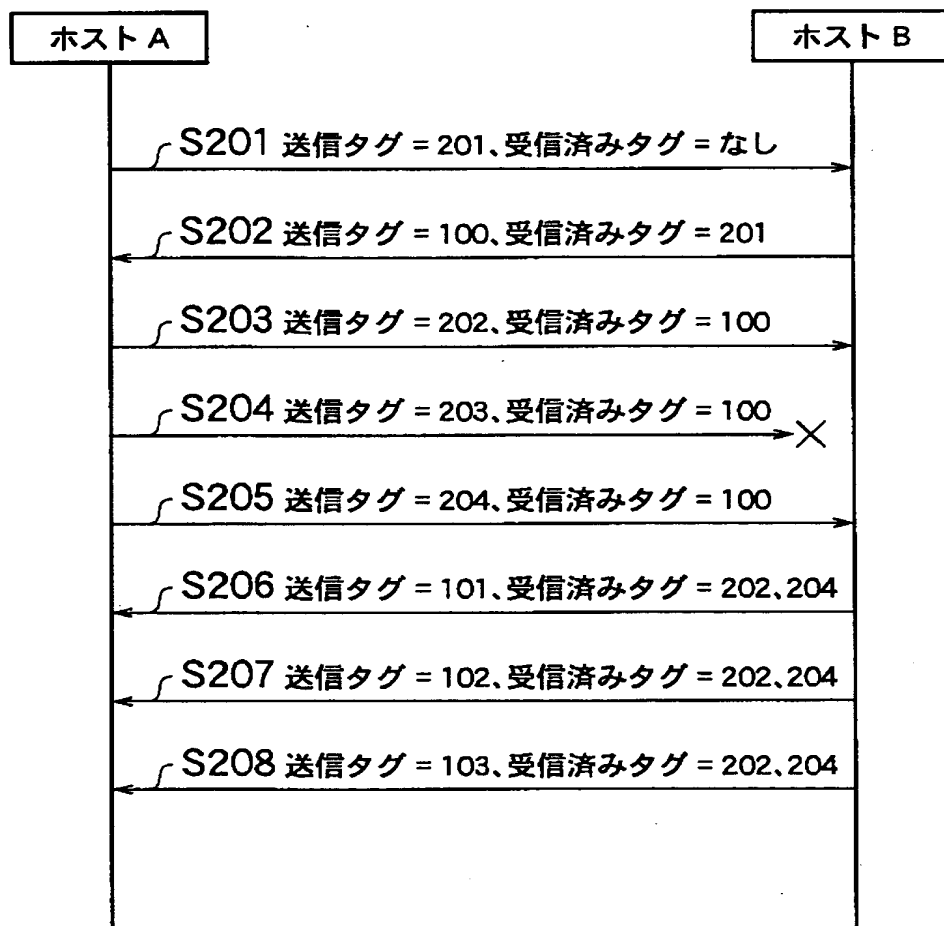 ホスト A
ホスト B
S201 送信タグ = 201、受信済みタグ = なし
S202 送信タグ = 100、受信済みタグ = 201
S203 送信タグ = 202、受信済みタグ = 100
S204 送信タグ = 203、受信済みタグ = 100
S205 送信タグ = 204、受信済みタグ = 100
S206 送信タグ = 101、受信済みタグ = 202、204
S207 送信タグ = 102、受信済みタグ = 202、204
S208 送信タグ = 103、受信済みタグ = 202、204